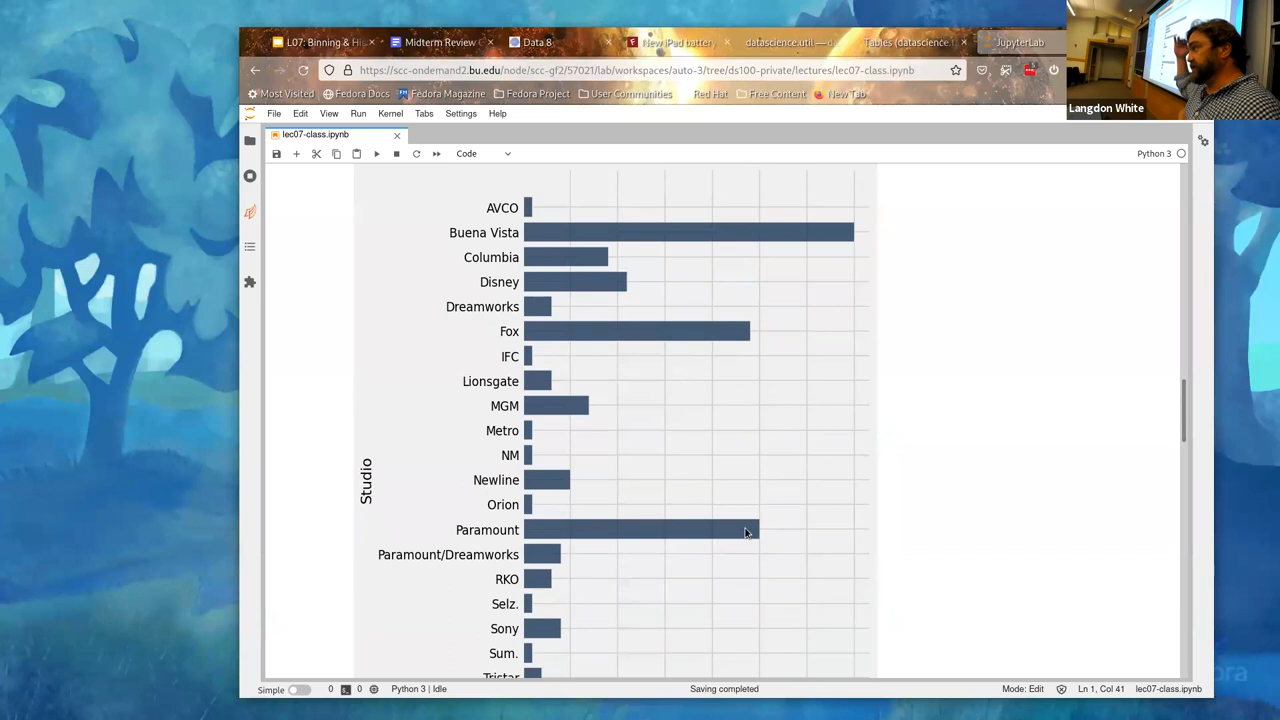 L07: Binning & Hi
Midterm Review
Data 8
New iPad battery
datascience.util — da
Tables (datascience.
JupyterLab
https://scc-ondemand2.bu.edu/node/scc-gf2/57021/lab/workspaces/auto-3/tree/ds100-private/lectures/lec07-class.ipynb
Most Visited
Fedora Docs
Fedora Magazine
Fedora Project
User Communities
Red Hat
Free Content
New Tab
Langdon White
File Edit View Run Kernel Tabs Settings Help
lec07-class.ipynb
Code
Python 3
AVCO
Buena Vista
Columbia
Disney
Dreamworks
Fox
IFC
Lionsgate
MGM
Metro
NM
Newline
Orion
Paramount
Paramount/Dreamworks
RKO
Selz.
Sony
Sum.
Tristar
Studio
Simple
0
0
Python 3 | Idle
Saving completed
Mode: Edit
Ln 1, Col 41
lec07-class.ipynb